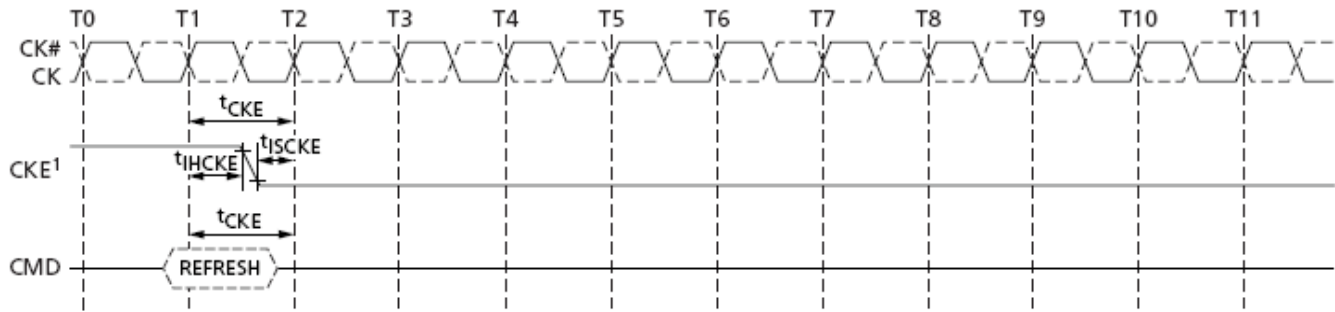 T0 T1 T2 T3 T4 T5 T6 T7 T8 T9 T10 T11
CK#
CK
tCKE
tISCKE
tIHCKE
CKE1
tCKE
CMD REFRESH